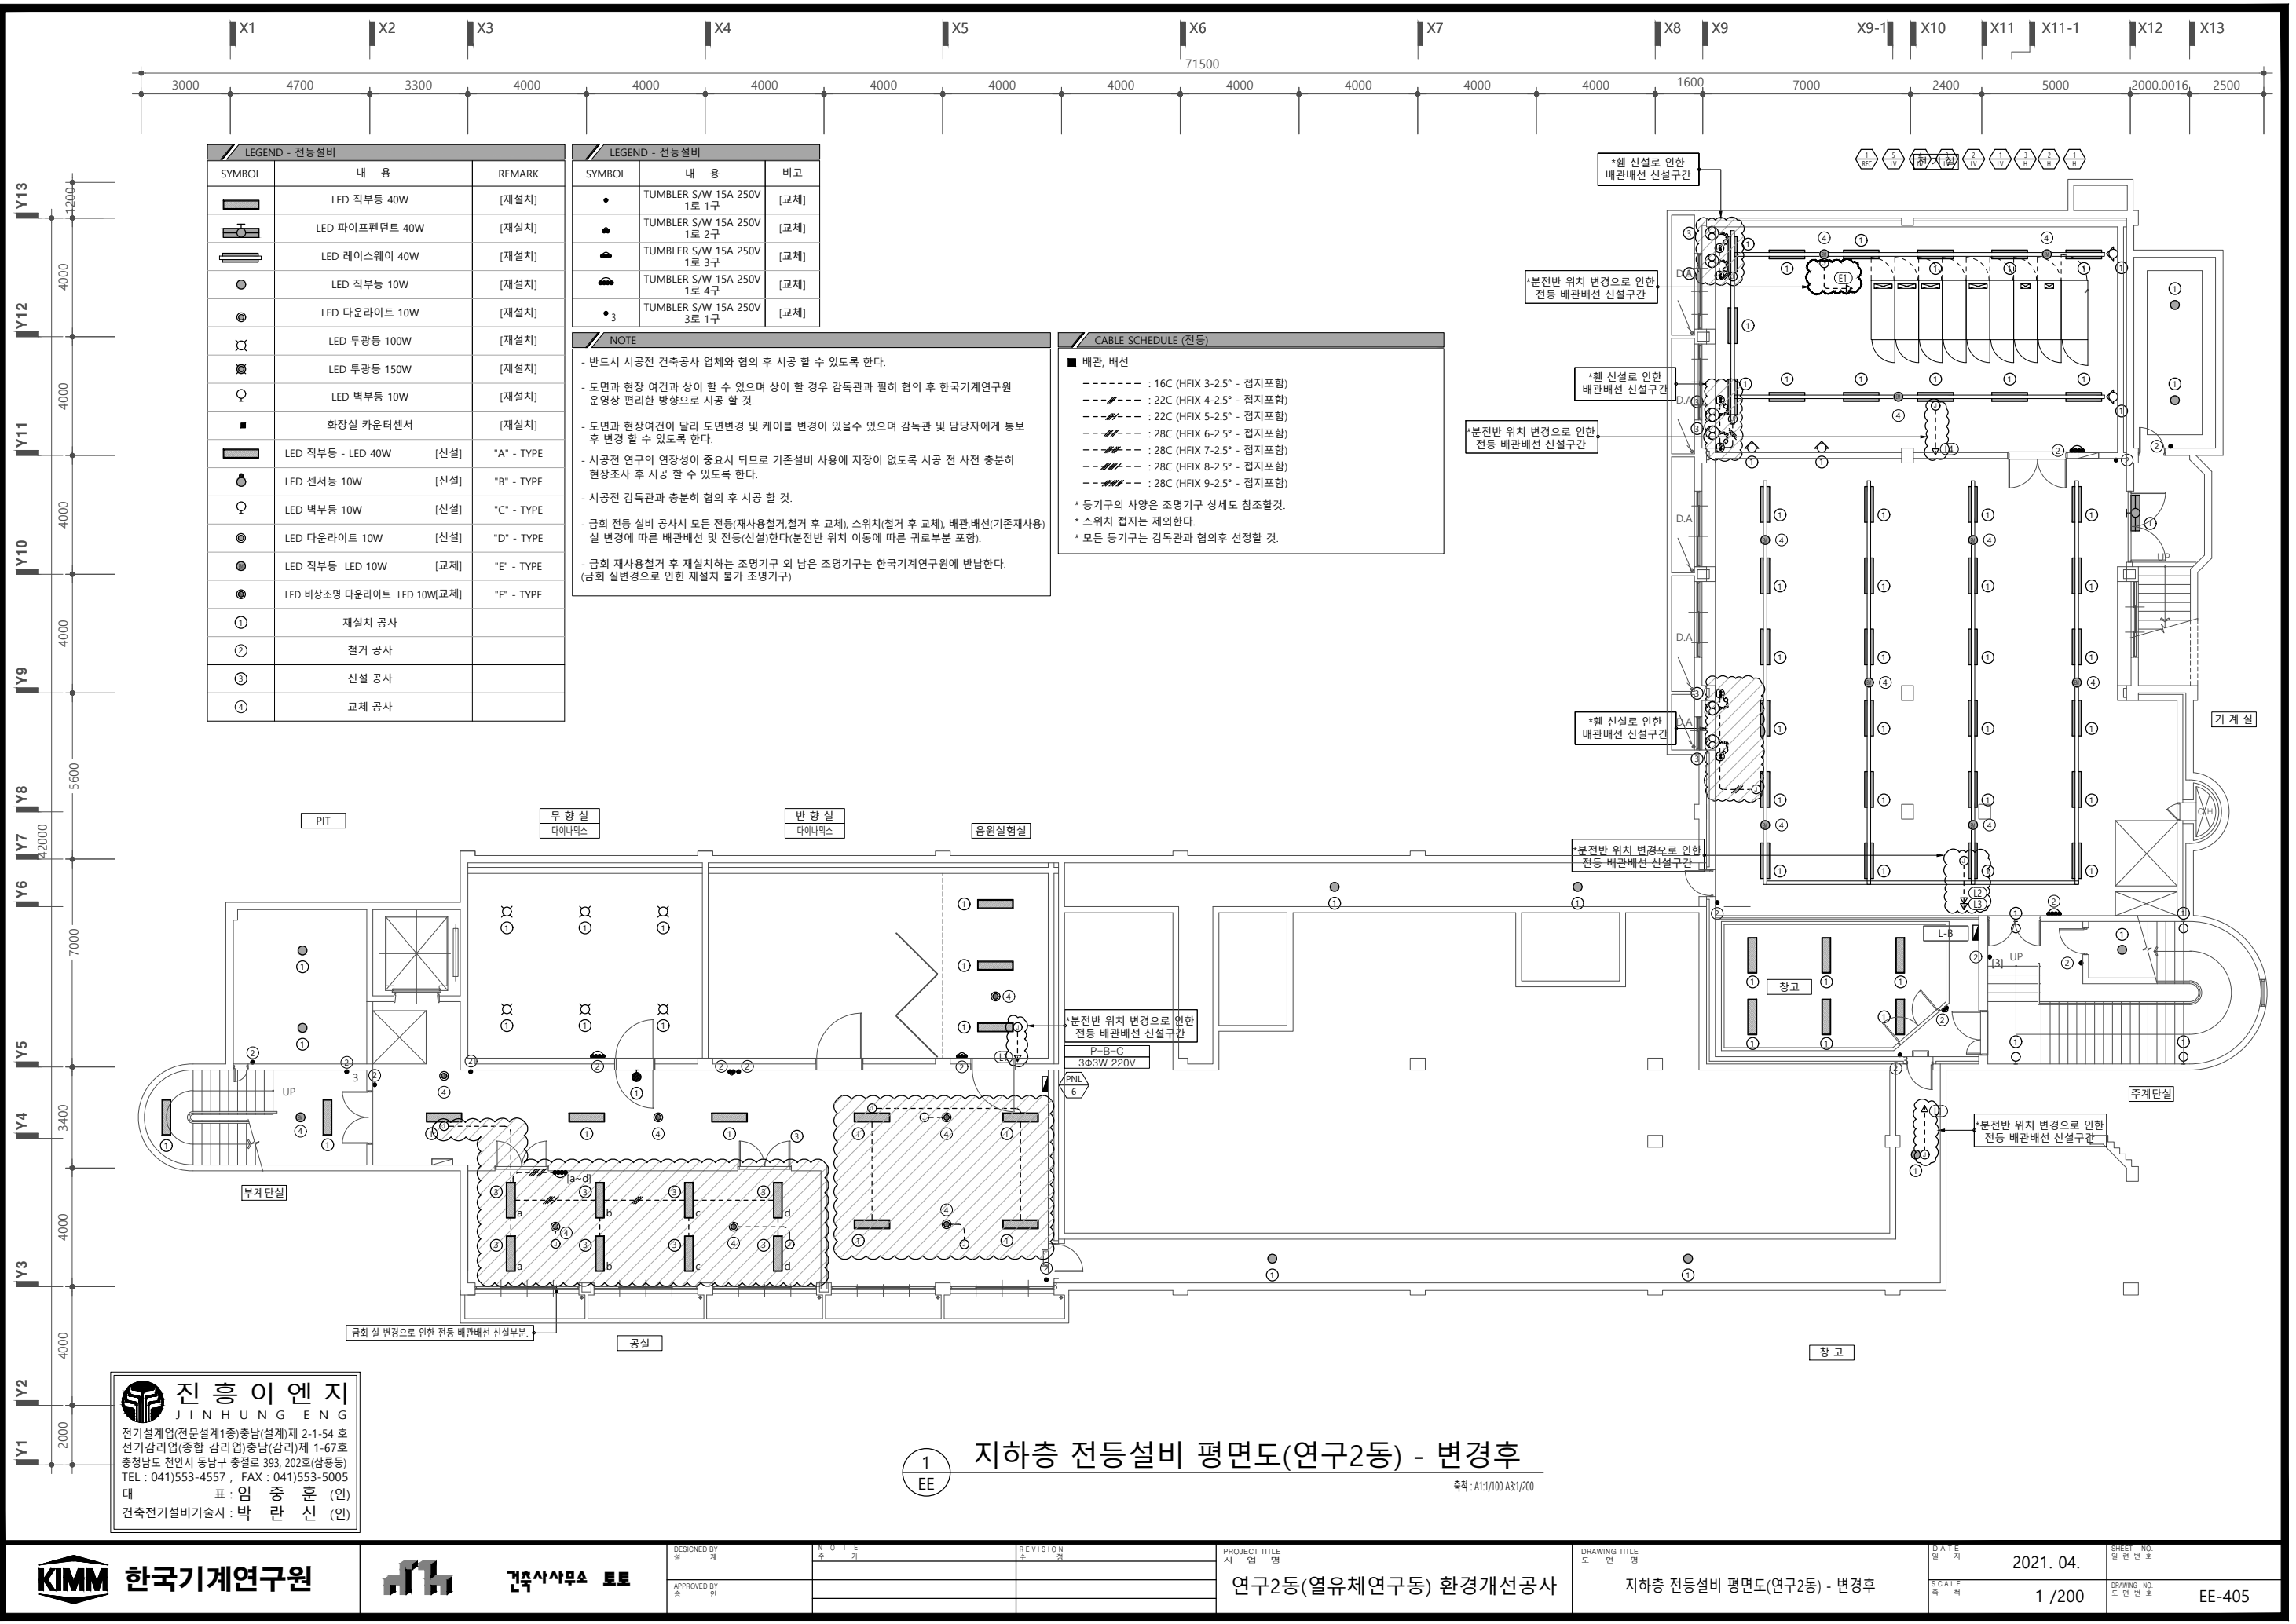 X1 X2 X3 X4 X5 X6 X7 X8 X9 X9-1 X10 X11 X11-1 X12 X13
71500
3000 4700 3300 4000 4000 4000 4000 4000 4000 4000 4000 4000 4000 1600 7000 2400 5000 2000.0016 2500
Y13 Y12 Y11 Y10 Y9 Y8 Y7 Y6 Y5 Y4 Y3 Y2 Y1
1200 4000 4000 4000 4000 5600 42000 7000 3400 4000 4000 2000
LEGEND - 전등설비
SYMBOL 내 용 REMARK
LED 직부등 40W [재설치]
LED 파이프펜던트 40W [재설치]
LED 레이스웨이 40W [재설치]
LED 직부등 10W [재설치]
LED 다운라이트 10W [재설치]
LED 투광등 100W [재설치]
LED 투광등 150W [재설치]
LED 벽부등 10W [재설치]
화장실 카운터센서 [재설치]
LED 직부등 - LED 40W [신설] "A" - TYPE
LED 센서등 10W [신설] "B" - TYPE
LED 벽부등 10W [신설] "C" - TYPE
LED 다운라이트 10W [신설] "D" - TYPE
LED 직부등 LED 10W [교체] "E" - TYPE
LED 비상조명 다운라이트 LED 10W[교체] "F" - TYPE
1 재설치 공사
2 철거 공사
3 신설 공사
4 교체 공사
LEGEND - 전등설비
SYMBOL 내 용 비고
TUMBLER S/W 15A 250V
1로 1구 [교체]
TUMBLER S/W 15A 250V
1로 2구 [교체]
TUMBLER S/W 15A 250V
1로 3구 [교체]
TUMBLER S/W 15A 250V
1로 4구 [교체]
3 TUMBLER S/W 15A 250V
3로 1구 [교체]
NOTE
- 반드시 시공전 건축공사 업체와 협의 후 시공 할 수 있도록 한다.
- 도면과 현장 여건과 상이 할 수 있으며 상이 할 경우 감독관과 필히 협의 후 한국기계연구원
운영상 편리한 방향으로 시공 할 것.
- 도면과 현장여건이 달라 도면변경 및 케이블 변경이 있을수 있으며 감독관 및 담당자에게 통보
후 변경 할 수 있도록 한다.
- 시공전 연구의 연장성이 중요시 되므로 기존설비 사용에 지장이 없도록 시공 전 사전 충분히
현장조사 후 시공 할 수 있도록 한다.
- 시공전 감독관과 충분히 협의 후 시공 할 것.
- 금회 전등 설비 공사시 모든 전등(재사용철거,철거 후 교체), 스위치(철거 후 교체), 배관,배선(기존재사용)
실 변경에 따른 배관배선 및 전등(신설)한다(분전반 위치 이동에 따른 귀로부분 포함).
- 금회 재사용철거 후 재설치하는 조명기구 외 남은 조명기구는 한국기계연구원에 반납한다.
(금회 실변경으로 인힌 재설치 불가 조명기구)
CABLE SCHEDULE (전등)
■ 배관, 배선
: 16C (HFIX 3-2.5° - 접지포함)
: 22C (HFIX 4-2.5° - 접지포함)
: 22C (HFIX 5-2.5° - 접지포함)
: 28C (HFIX 6-2.5° - 접지포함)
: 28C (HFIX 7-2.5° - 접지포함)
: 28C (HFIX 8-2.5° - 접지포함)
: 28C (HFIX 9-2.5° - 접지포함)
* 등기구의 사양은 조명기구 상세도 참조할것.
* 스위치 접지는 제외한다.
* 모든 등기구는 감독관과 협의후 선정할 것.
*휀 신설로 인한
배관배선 신설구간
*분전반 위치 변경으로 인한
전등 배관배선 신설구간
*휀 신설로 인한
배관배선 신설구간
*분전반 위치 변경으로 인한
전등 배관배선 신설구간
*휀 신설로 인한
배관배선 신설구간
*분전반 위치 변경으로 인한
전등 배관배선 신설구간
E1
D.A
D.A
D.A
UP
기 계 실
L2
L3
L-B
창고
[3] UP
주계단실
*분전반 위치 변경으로 인한
전등 배관배선 신설구간
PIT
무 향 실
다이나믹스
반 향 실
다이나믹스
음원실험실
*분전반 위치 변경으로 인한
전등 배관배선 신설구간
P-B-C
3Φ3W 220V
PNL
6
UP
부계단실
[a~d]
a b c d
a b c d
금회 실 변경으로 인한 전등 배관배선 신설부분.
공실
창 고
진 흥 이 엔 지
JINHUNG ENG
전기설계업(전문설계1종)충남(설계)제 2-1-54 호
전기감리업(종합 감리업)충남(감리)제 1-67호
충청남도 천안시 동남구 충절로 393, 202호(삼룡동)
TEL : 041)553-4557 , FAX : 041)553-5005
대 표 : 임 중 훈 (인)
건축전기설비기술사 : 박 란 신 (인)
1
EE
지하층 전등설비 평면도(연구2동) - 변경후
축척 : A1:1/100 A3:1/200
KIMM 한국기계연구원
건축사사무소 토토
DESIGNED BY
설 계
APPROVED BY
승 인
NOTE
주 기
REVISION
수 정
PROJECT TITLE
사 업 명
연구2동(열유체연구동) 환경개선공사
DRAWING TITLE
도 면 명
지하층 전등설비 평면도(연구2동) - 변경후
DATE
일 자
2021. 04.
SCALE
축 척
1 /200
SHEET NO.
일 련 번 호
DRAWING NO.
도 면 번 호
EE-405